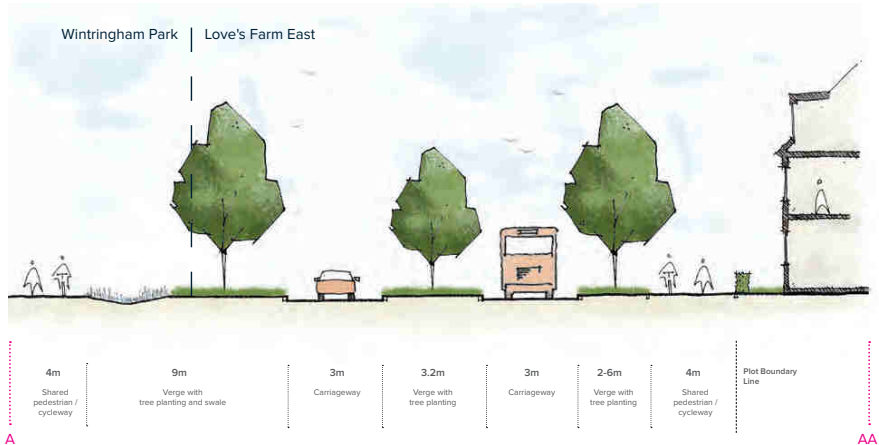 Wintringham Park
Love's Farm East
4m
Shared
pedestrian /
cycleway
9m
Verge with
tree planting and swale
3m
Carriageway
3.2m
Verge with
tree planting
3m
Carriageway
2-6m
Verge with
tree planting
4m
Shared
pedestrian /
cycleway
Plot Boundary
Line
A
AA